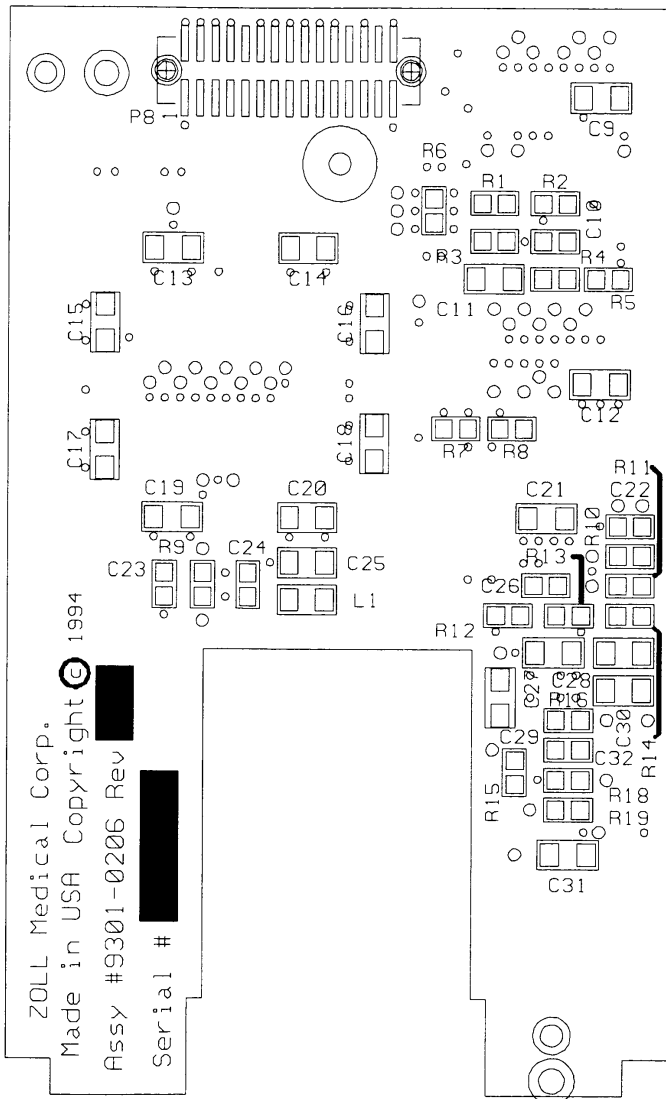 P8 1
C9
R6
R1 R2
C10
R3 R4
C13 C14 C11 R5
C15 C16
C12
C17 C18 R7 R8
R11
C19 C20 C21 R10 C22
R9 C24 R13
C23 C25 C26
L1
R12
C27 C28
R16
C30
C29 C32 R14
R15 R18
R19
C31
ZOLL Medical Corp.
Made in USA Copyright © 1994
Assy #9301-0206 Rev
Serial #